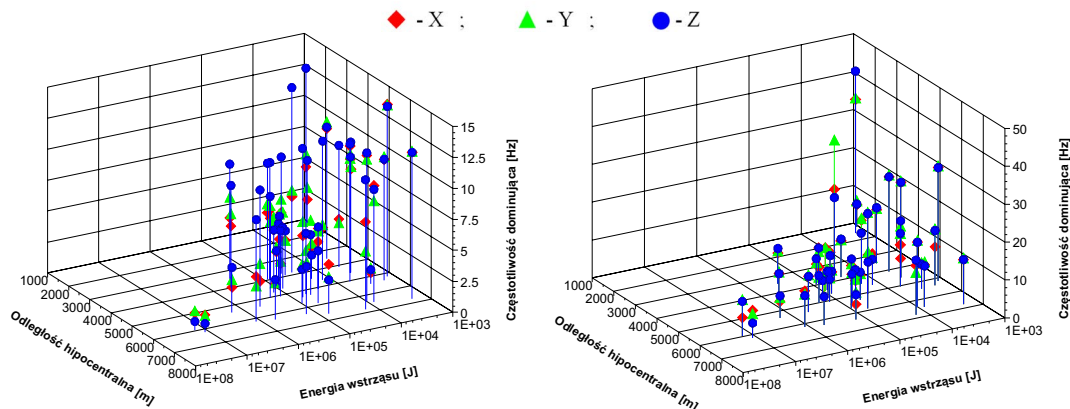 - X ; - Y ; - Z
15
12.5
10
7.5
5
2.5
0
Częstotliwość dominująca [Hz]
1000
2000
3000
4000
5000
6000
7000
8000
Odległość hipocentralna [m]
1E+08
1E+07
1E+06
1E+05
1E+04
1E+03
Energia wstrząsu [J]
50
40
30
20
10
0
Częstotliwość dominująca [Hz]
1000
2000
3000
4000
5000
6000
7000
8000
Odległość hipocentralna [m]
1E+08
1E+07
1E+06
1E+05
1E+04
1E+03
Energia wstrząsu [J]